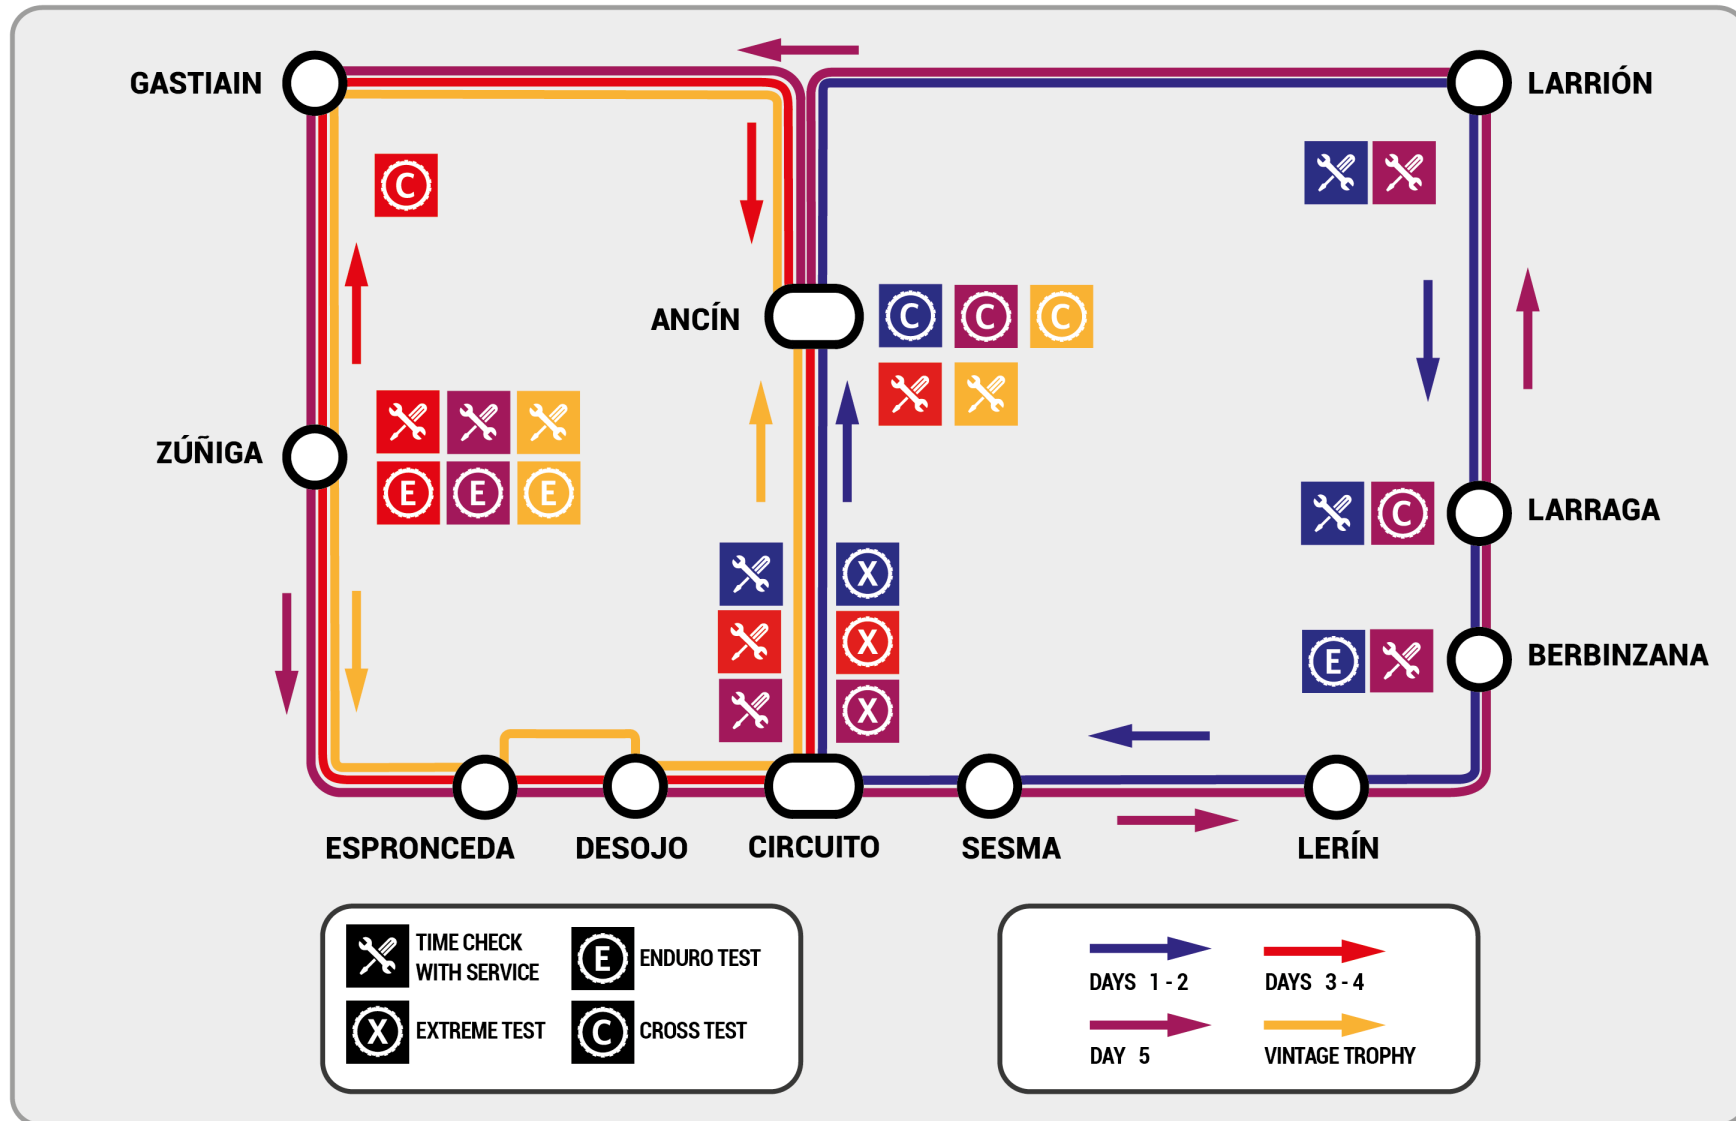 GASTIAIN
LARRIÓN
C
ANCÍN
C C C
ZÚÑIGA
E E E
LARRAGA
C
X
X
X
E
BERBINZANA
ESPRONCEDA
DESOJO
CIRCUITO
SESMA
LERÍN
TIME CHECK
WITH SERVICE
E ENDURO TEST
X EXTREME TEST
C CROSS TEST
DAYS 1 - 2
DAYS 3 - 4
DAY 5
VINTAGE TROPHY